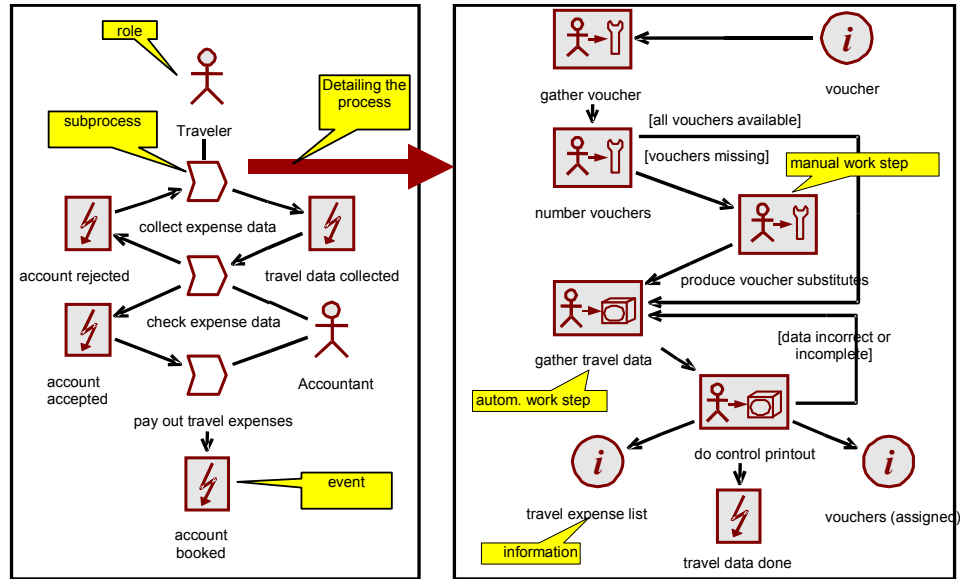 role
Detailing the
process
subprocess
Traveler
collect expense data
account rejected
travel data collected
check expense data
account
accepted
Accountant
pay out travel expenses
event
account
booked
i
gather voucher
voucher
[all vouchers available]
[vouchers missing]
manual work step
number vouchers
produce voucher substitutes
[data incorrect or
incomplete]
gather travel data
autom. work step
do control printout
i
i
travel expense list
vouchers (assigned)
information
travel data done